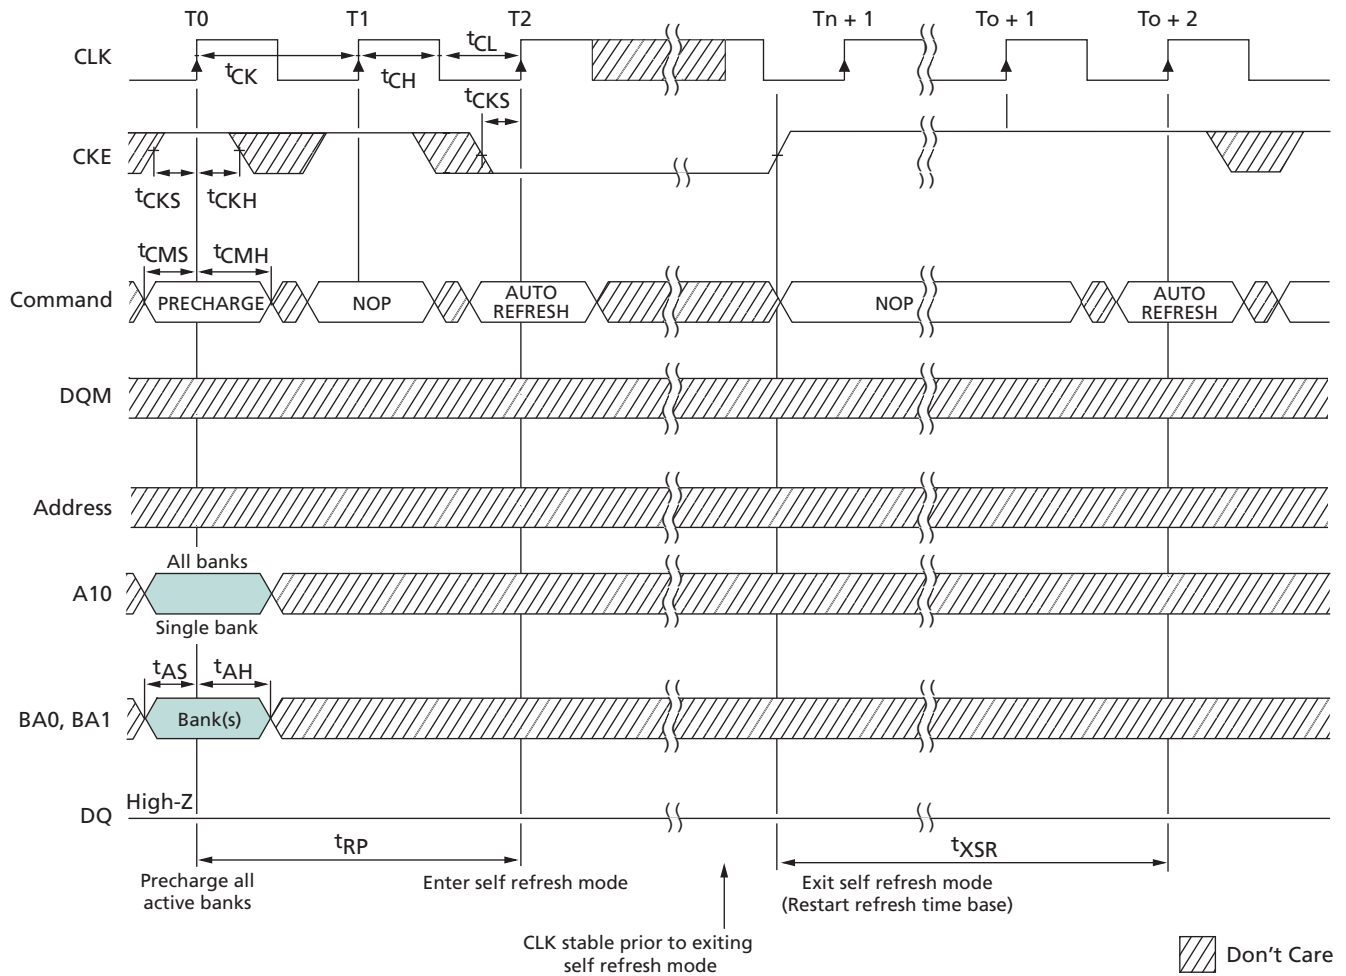 T0 T1 T2 Tn + 1 To + 1 To + 2
CLK
tCK tCH tCL
tCKS
CKE
tCKS tCKH
tCMS tCMH
Command PRECHARGE NOP AUTO REFRESH NOP AUTO REFRESH
DQM
Address
All banks
A10
Single bank
tAS tAH
BA0, BA1 Bank(s)
High-Z
DQ
tRP tXSR
Precharge all
active banks
Enter self refresh mode
Exit self refresh mode
(Restart refresh time base)
CLK stable prior to exiting
self refresh mode
Don't Care